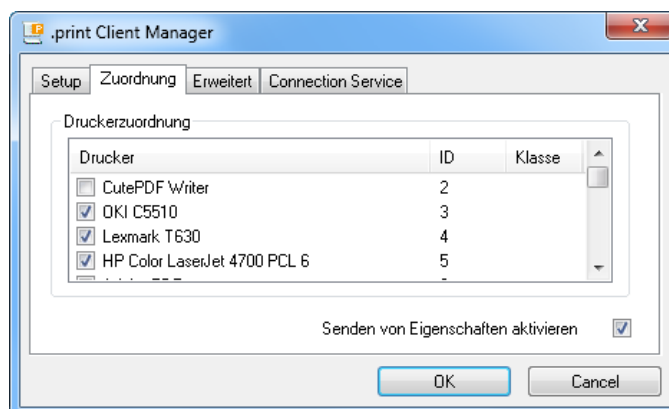 .print Client Manager
Setup Zuordnung Erweitert Connection Service
Druckerzuordnung
Drucker ID Klasse
CutePDF Writer 2
OKI C5510 3
Lexmark T630 4
HP Color LaserJet 4700 PCL 6 5
Senden von Eigenschaften aktivieren
OK Cancel